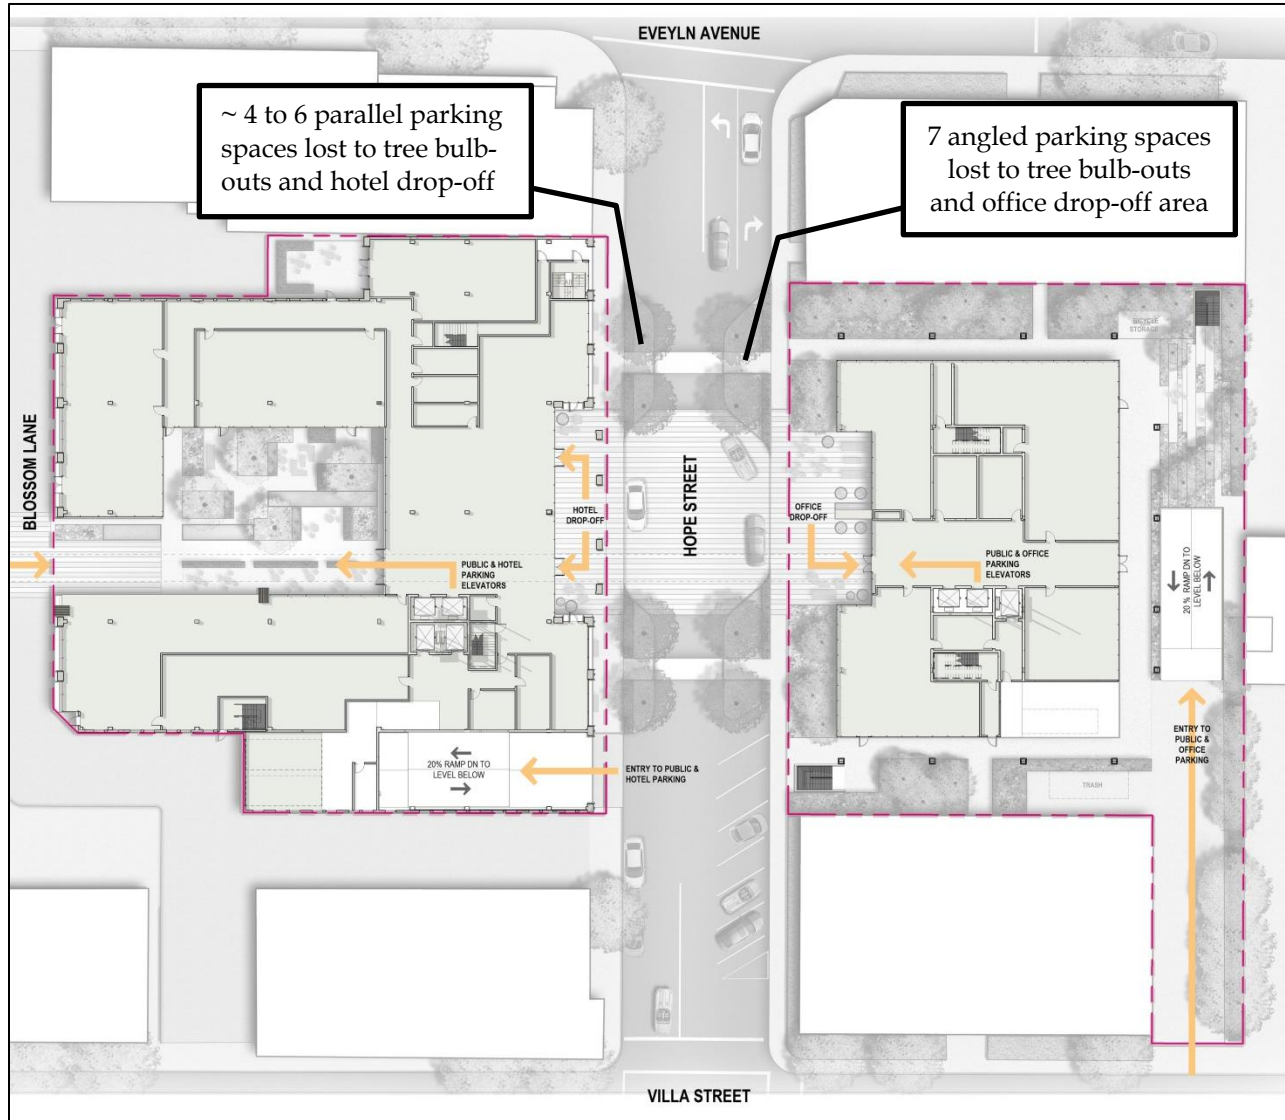 EVEYLN AVENUE
~ 4 to 6 parallel parking
spaces lost to tree bulb-
outs and hotel drop-off
7 angled parking spaces
lost to tree bulb-outs
and office drop-off area
BICYCLE
STORAGE
BLOSSOM LANE
HOTEL
DROP-OFF
HOPE STREET
OFFICE
DROP-OFF
PUBLIC & HOTEL
PARKING
ELEVATORS
PUBLIC & OFFICE
PARKING
ELEVATORS
20 % RAMP DN TO
LEVEL BELOW
20% RAMP DN TO
LEVEL BELOW
ENTRY TO PUBLIC &
HOTEL PARKING
ENTRY TO
PUBLIC &
OFFICE
PARKING
TRASH
VILLA STREET